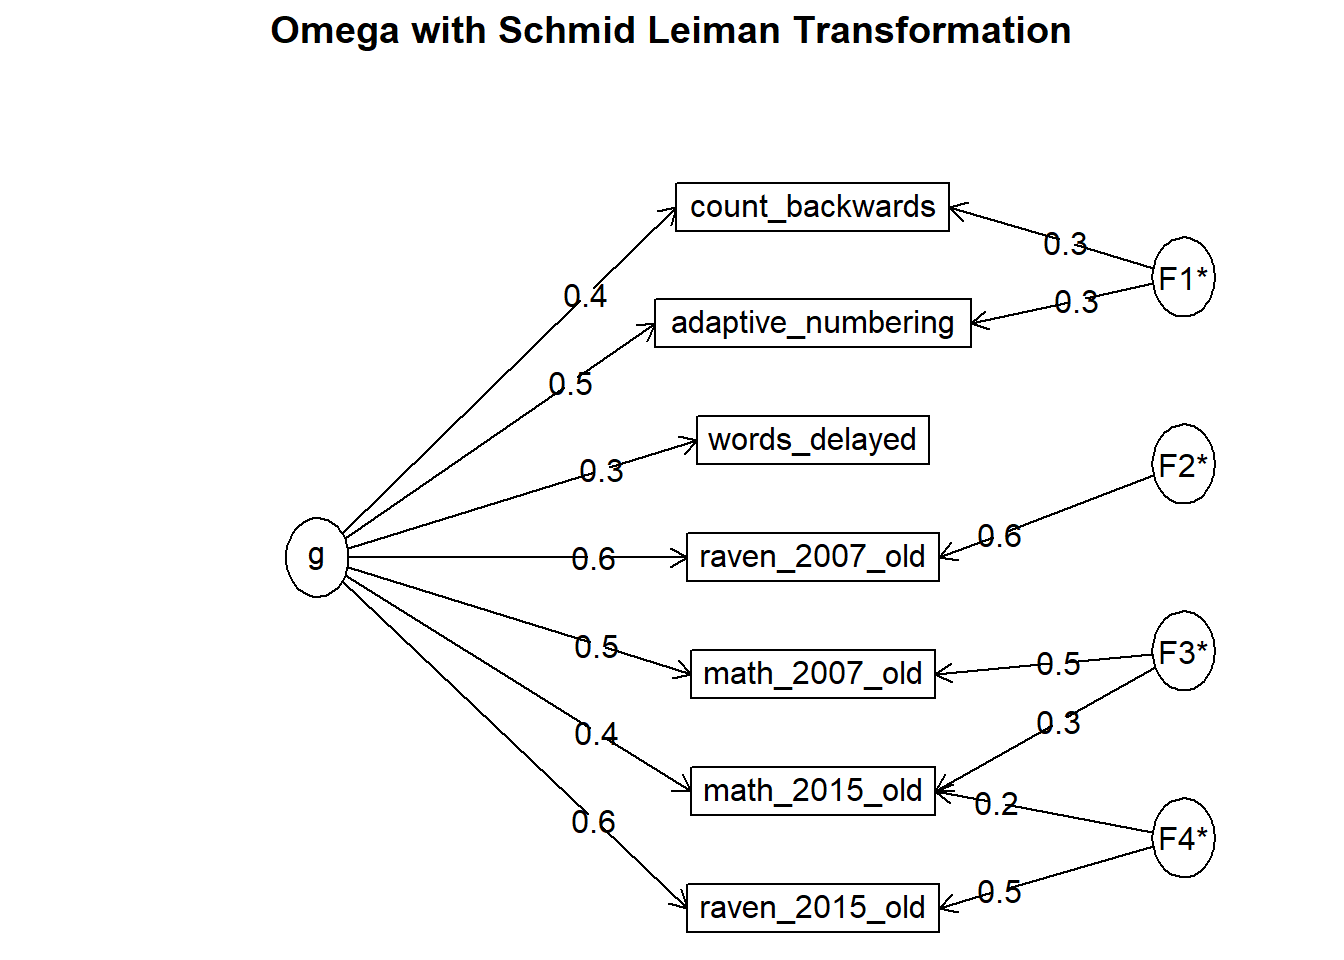 Omega with Schmid Leiman Transformation
count_backwards
0.3
F1*
0.4
0.3
adaptive_numbering
0.5
words_delayed
F2*
0.3
0.6
g
0.6
raven_2007_old
0.5
math_2007_old
0.5
F3*
0.4
0.3
math_2015_old
0.2
0.6
F4*
0.5
raven_2015_old